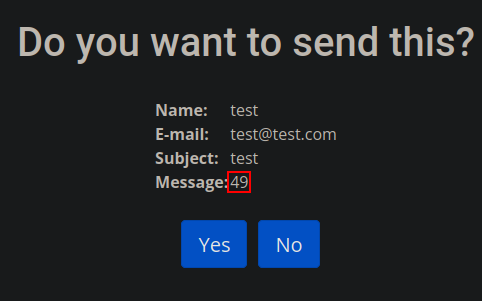 Do you want to send this?
Name: test
E-mail: test@test.com
Subject: test
Message: 49
Yes No